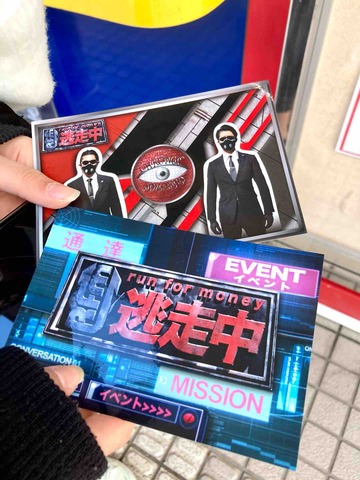 逃走中
通達
EVENT
イベント
run for money
逃走中
CONVERSATION
MISSION
イベント>>>>